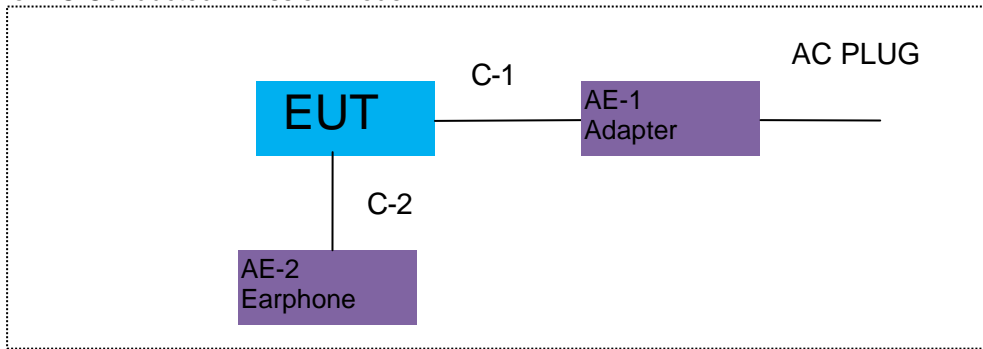 AC PLUG
C-1
EUT
AE-1
Adapter
C-2
AE-2
Earphone